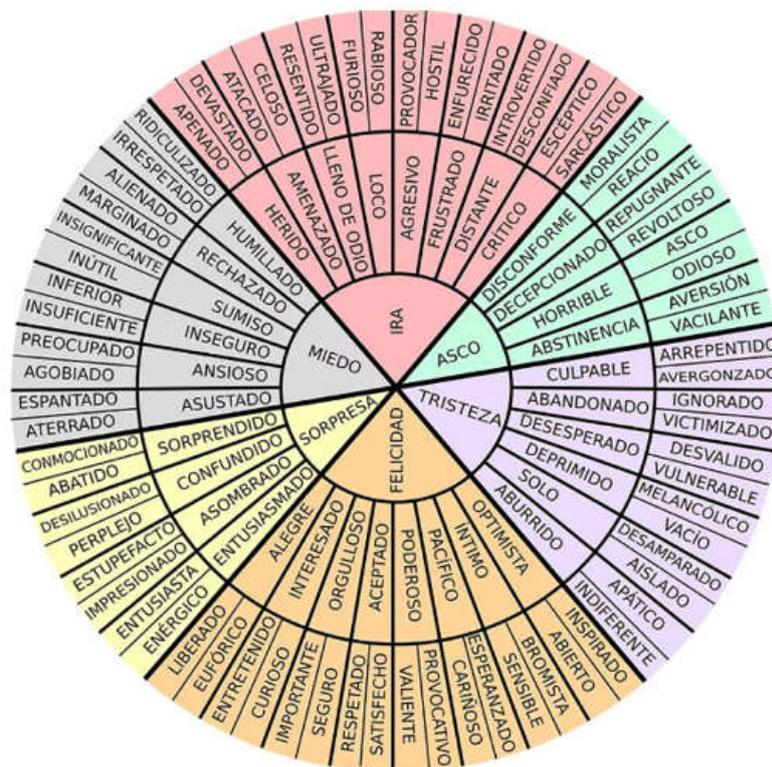 IRA
HERIDO
APENADO
DEVASTADO
AMENAZADO
ATACADO
CELOSO
LLENO DE ODIO
RESENTIDO
ULTRAJADO
LOCO
FURIOSO
RABIOSO
AGRESIVO
PROVOCADOR
HOSTIL
FRUSTRADO
ENFURECIDO
IRRITADO
DISTANTE
INTROVERTIDO
DESCONFIADO
CRÍTICO
ESCÉPTICO
SARCÁSTICO
ASCO
DISCONFORME
MORALISTA
REACIO
DECEPCIONADO
REPUGNANTE
REVOLTOSO
HORRIBLE
ASCO
ODIOSO
ABSTINENCIA
AVERSIÓN
VACILANTE
TRISTEZA
CULPABLE
ARREPENTIDO
AVERGONZADO
ABANDONADO
IGNORADO
VICTIMIZADO
DESESPERADO
DESVALIDO
VULNERABLE
DEPRIMIDO
MELANCÓLICO
VACÍO
SOLO
DESAMPARADO
AISLADO
ABURRIDO
APÁTICO
INDIFERENTE
FELICIDAD
OPTIMISTA
INSPIRADO
ABIERTO
ÍNTIMO
BROMISTA
SENSIBLE
PACÍFICO
ESPERANZADO
CARIÑOSO
PODEROSO
PROVOCATIVO
VALIENTE
ACEPTADO
SATISFECHO
RESPETADO
ORGULLOSO
SEGURO
IMPORTANTE
INTERESADO
CURIOSO
ENTRETENIDO
ALEGRE
EUFÓRICO
LIBERADO
SORPRESA
ENTUSIASMADO
ENÉRGICO
ENTUSIASTA
ASOMBRADO
IMPRESIONADO
ESTUPEFACTO
CONFUNDIDO
PERPLEJO
DESILUSIONADO
SORPRENDIDO
ABATIDO
CONMOCIONADO
MIEDO
ASUSTADO
ATERRADO
ESPANTADO
ANSIOSO
AGOBIADO
PREOCUPADO
INSEGURO
INSUFICIENTE
INFERIOR
SUMISO
INÚTIL
INSIGNIFICANTE
RECHAZADO
MARGINADO
ALIENADO
HUMILLADO
IRRESPETADO
RIDICULIZADO